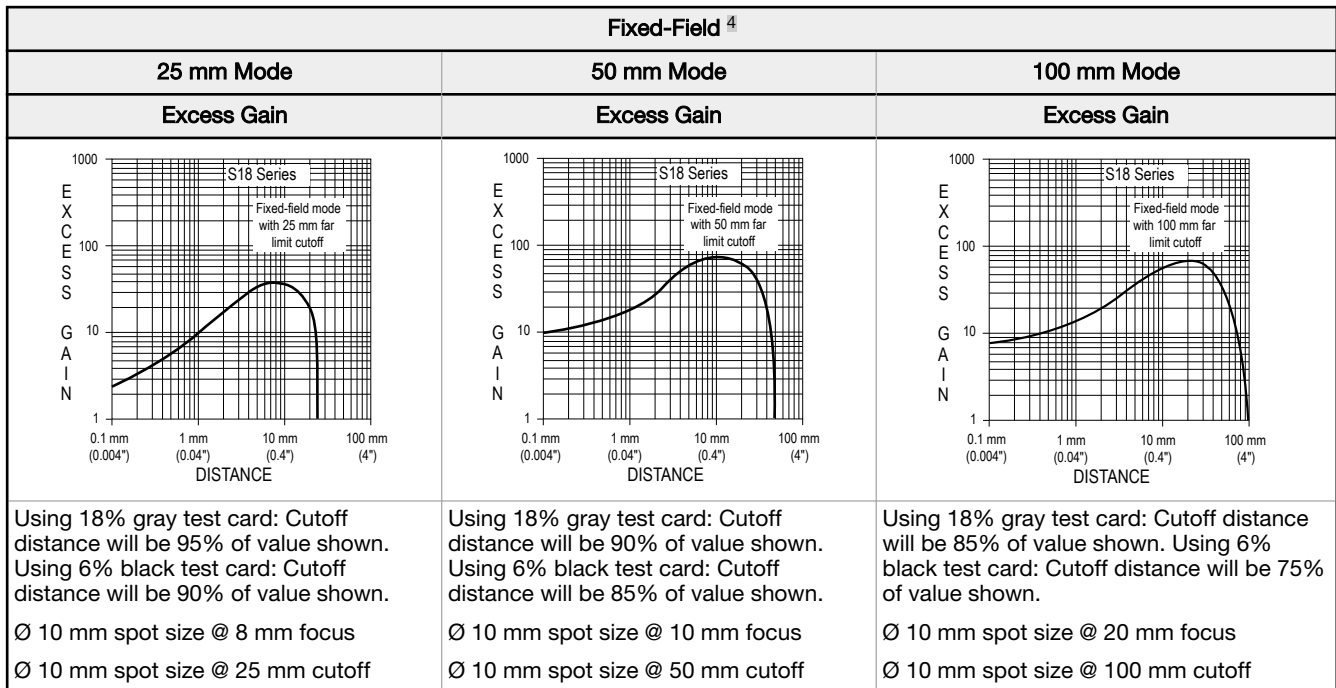 Fixed-Field 4
25 mm Mode
50 mm Mode
100 mm Mode
Excess Gain
Excess Gain
Excess Gain
EXCESS GAIN
1000
100
10
1
S18 Series
Fixed-field mode
with 25 mm far
limit cutoff
0.1 mm
(0.004")
1 mm
(0.04")
10 mm
(0.4")
100 mm
(4")
DISTANCE
EXCESS GAIN
1000
100
10
1
S18 Series
Fixed-field mode
with 50 mm far
limit cutoff
0.1 mm
(0.004")
1 mm
(0.04")
10 mm
(0.4")
100 mm
(4")
DISTANCE
EXCESS GAIN
1000
100
10
1
S18 Series
Fixed-field mode
with 100 mm far
limit cutoff
0.1 mm
(0.004")
1 mm
(0.04")
10 mm
(0.4")
100 mm
(4")
DISTANCE
Using 18% gray test card: Cutoff
distance will be 95% of value shown.
Using 6% black test card: Cutoff
distance will be 90% of value shown.
Ø 10 mm spot size @ 8 mm focus
Ø 10 mm spot size @ 25 mm cutoff
Using 18% gray test card: Cutoff
distance will be 90% of value shown.
Using 6% black test card: Cutoff
distance will be 85% of value shown.
Ø 10 mm spot size @ 10 mm focus
Ø 10 mm spot size @ 50 mm cutoff
Using 18% gray test card: Cutoff distance
will be 85% of value shown. Using 6%
black test card: Cutoff distance will be 75%
of value shown.
Ø 10 mm spot size @ 20 mm focus
Ø 10 mm spot size @ 100 mm cutoff